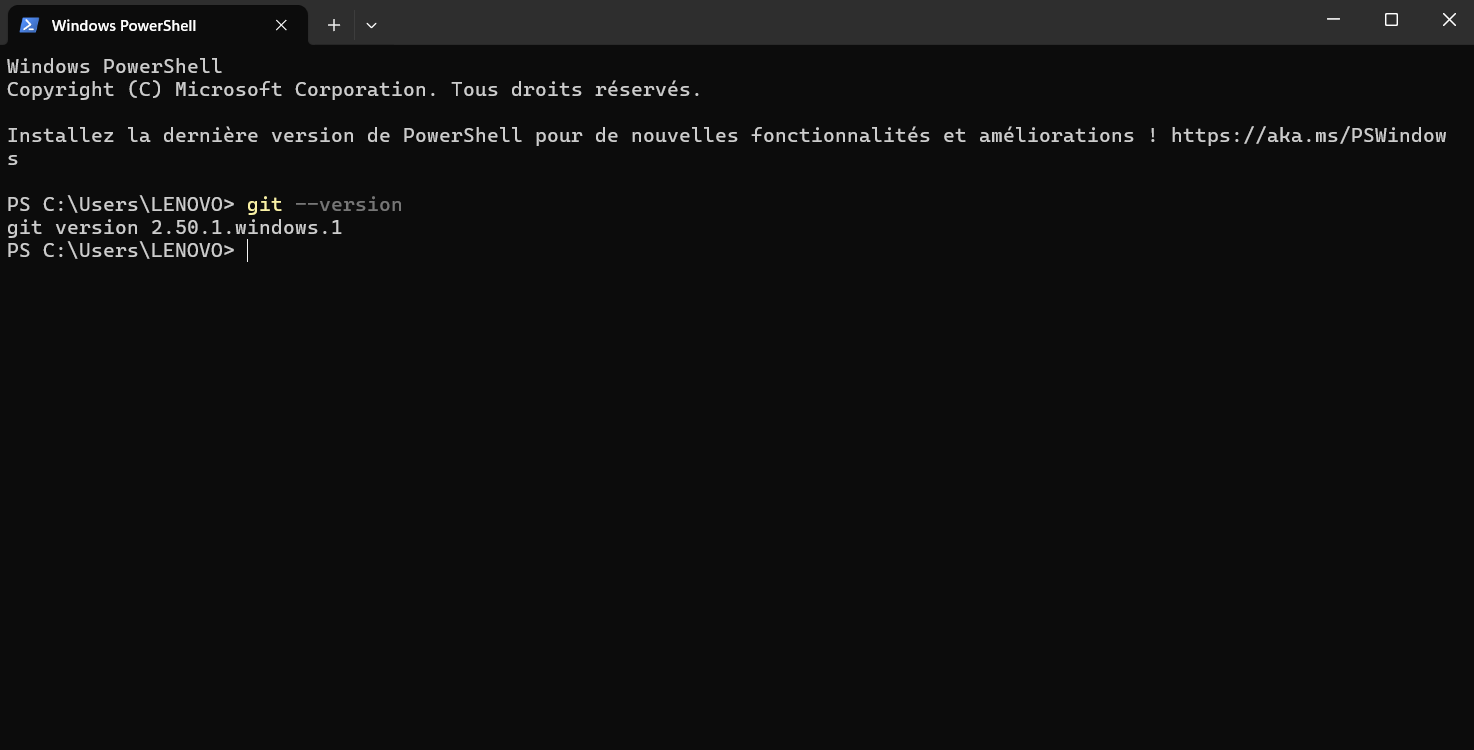 Windows PowerShell
Windows PowerShell
Copyright (C) Microsoft Corporation. Tous droits réservés.
Installez la dernière version de PowerShell pour de nouvelles fonctionnalités et améliorations ! https://aka.ms/PSWindow
s
PS C:\Users\LENOVO> git --version
git version 2.50.1.windows.1
PS C:\Users\LENOVO>